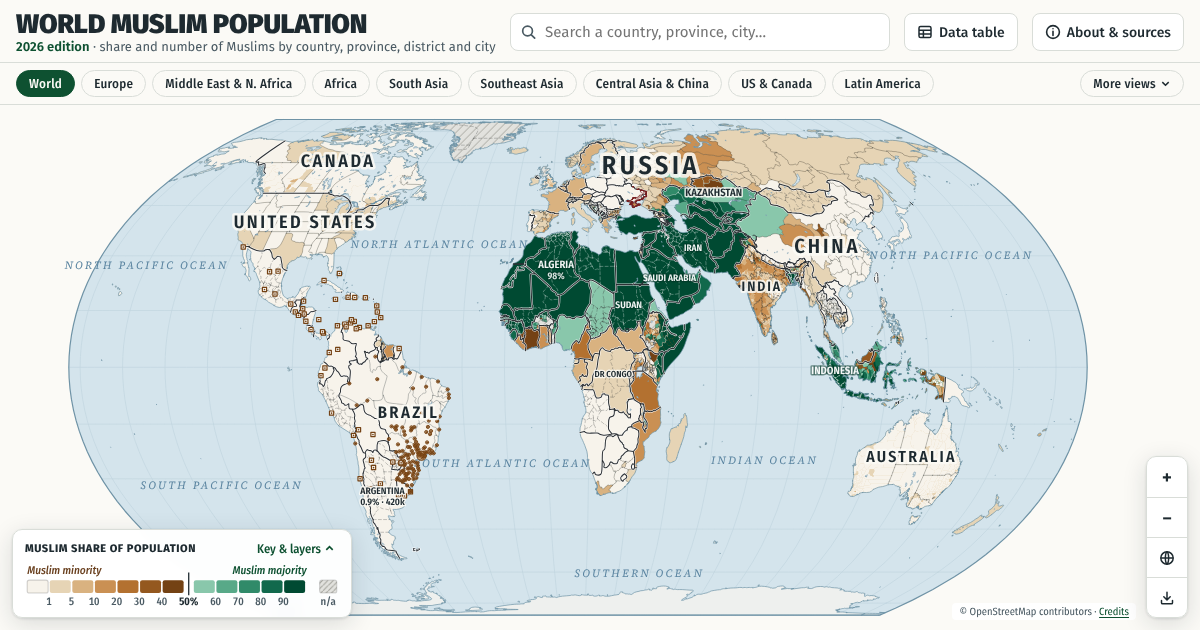 WORLD MUSLIM POPULATION
2026 edition · share and number of Muslims by country, province, district and city
Search a country, province, city...
Data table
About & sources
World
Europe
Middle East & N. Africa
Africa
South Asia
Southeast Asia
Central Asia & China
US & Canada
Latin America
More views
CANADA
RUSSIA
KAZAKHSTAN
UNITED STATES
NORTH ATLANTIC OCEAN
CHINA
IRAN
NORTH PACIFIC OCEAN
NORTH PACIFIC OCEAN
ALGERIA
98%
SAUDI ARABIA
INDIA
SUDAN
INDONESIA
DR CONGO
BRAZIL
AUSTRALIA
SOUTH ATLANTIC OCEAN
INDIAN OCEAN
SOUTH PACIFIC OCEAN
ARGENTINA
0.9% · 420k
SOUTHERN OCEAN
MUSLIM SHARE OF POPULATION
Key & layers
Muslim minority
Muslim majority
1 5 10 20 30 40 50% 60 70 80 90 n/a
+
−
© OpenStreetMap contributors · Credits